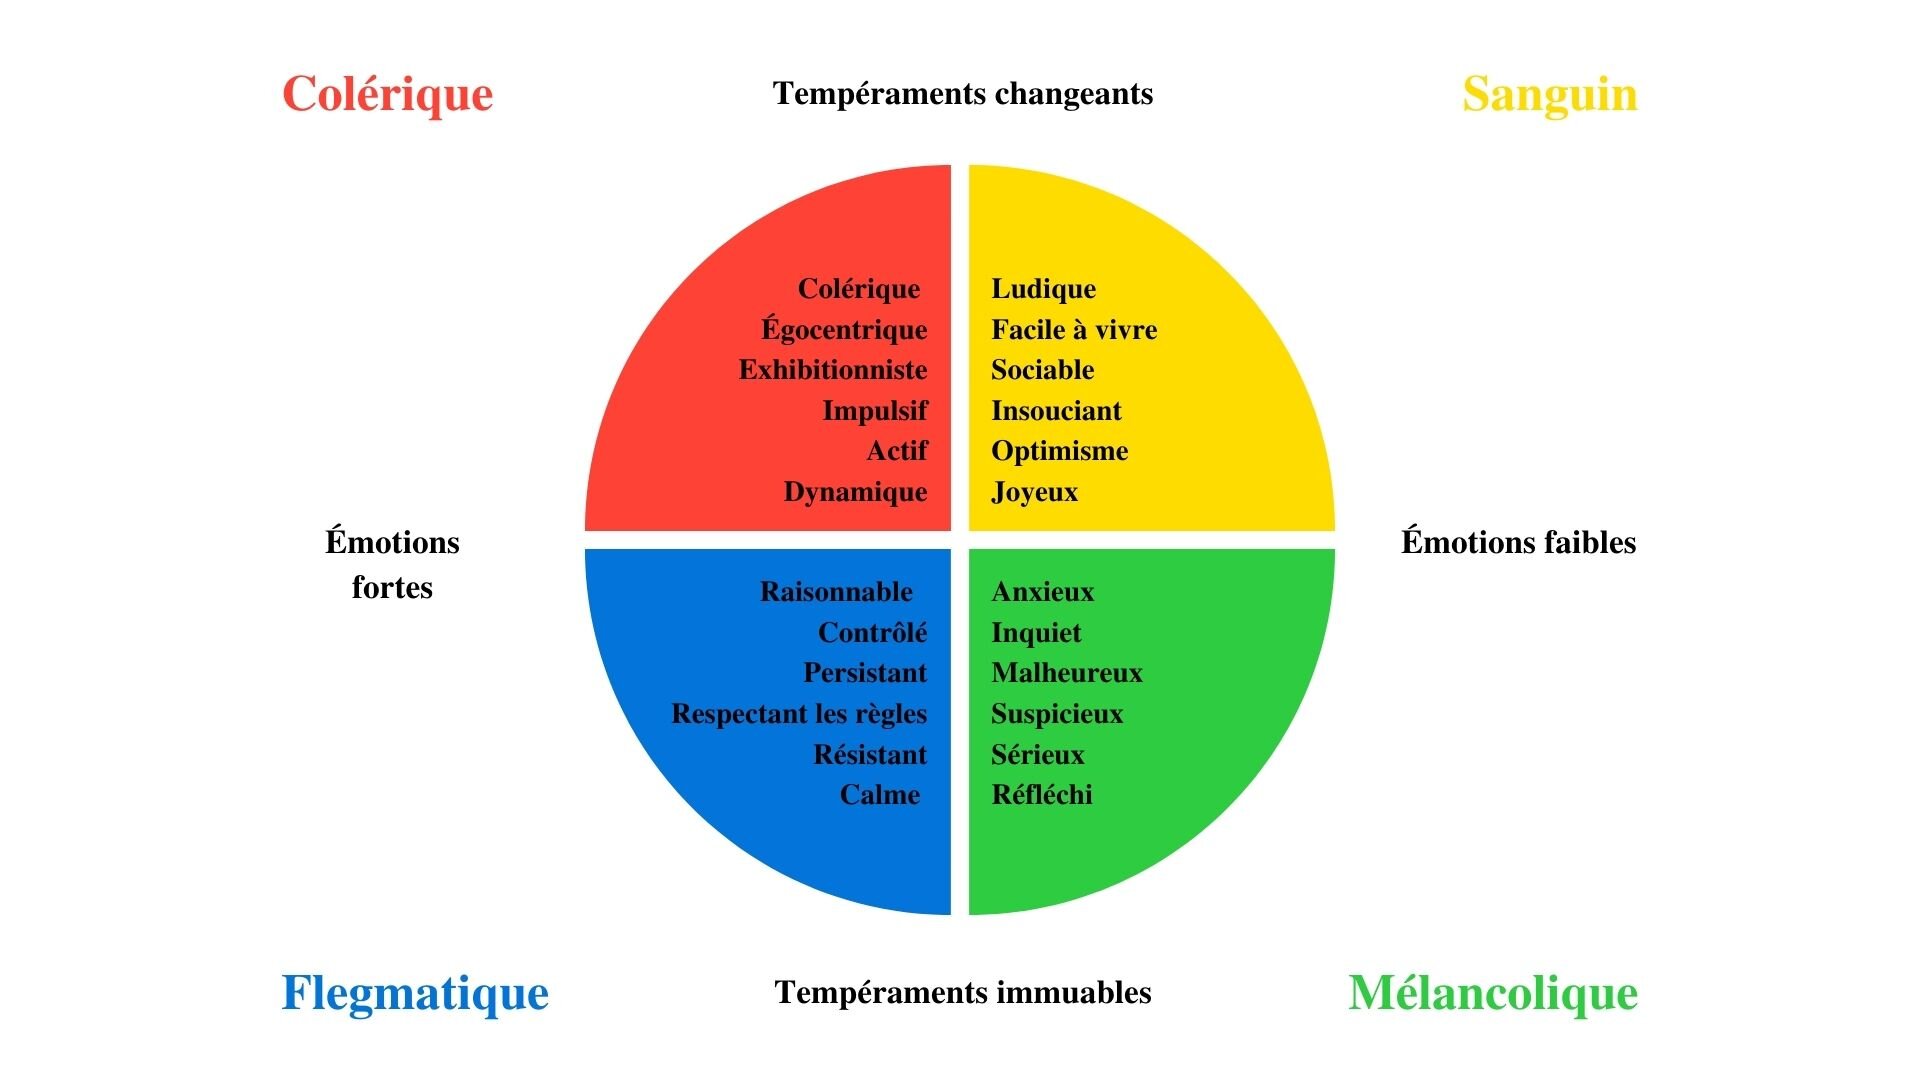 Colérique
Tempéraments changeants
Sanguin
Colérique
Égocentrique
Exhibitionniste
Impulsif
Actif
Dynamique
Ludique
Facile à vivre
Sociable
Insouciant
Optimisme
Joyeux
Émotions
fortes
Émotions faibles
Raisonnable
Contrôlé
Persistant
Respectant les règles
Résistant
Calme
Anxieux
Inquiet
Malheureux
Suspicieux
Sérieux
Réfléchi
Flegmatique
Tempéraments immuables
Mélancolique